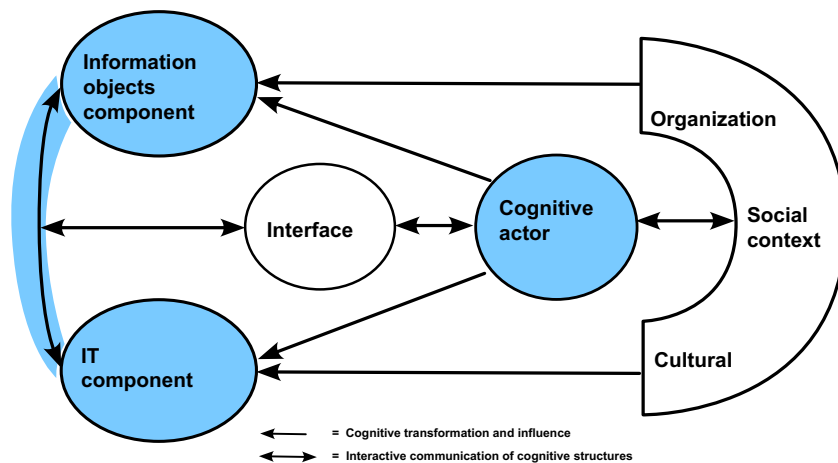 Information
objects
component
Organization
Interface
Cognitive
actor
Social
context
IT
component
Cultural
= Cognitive transformation and influence
= Interactive communication of cognitive structures